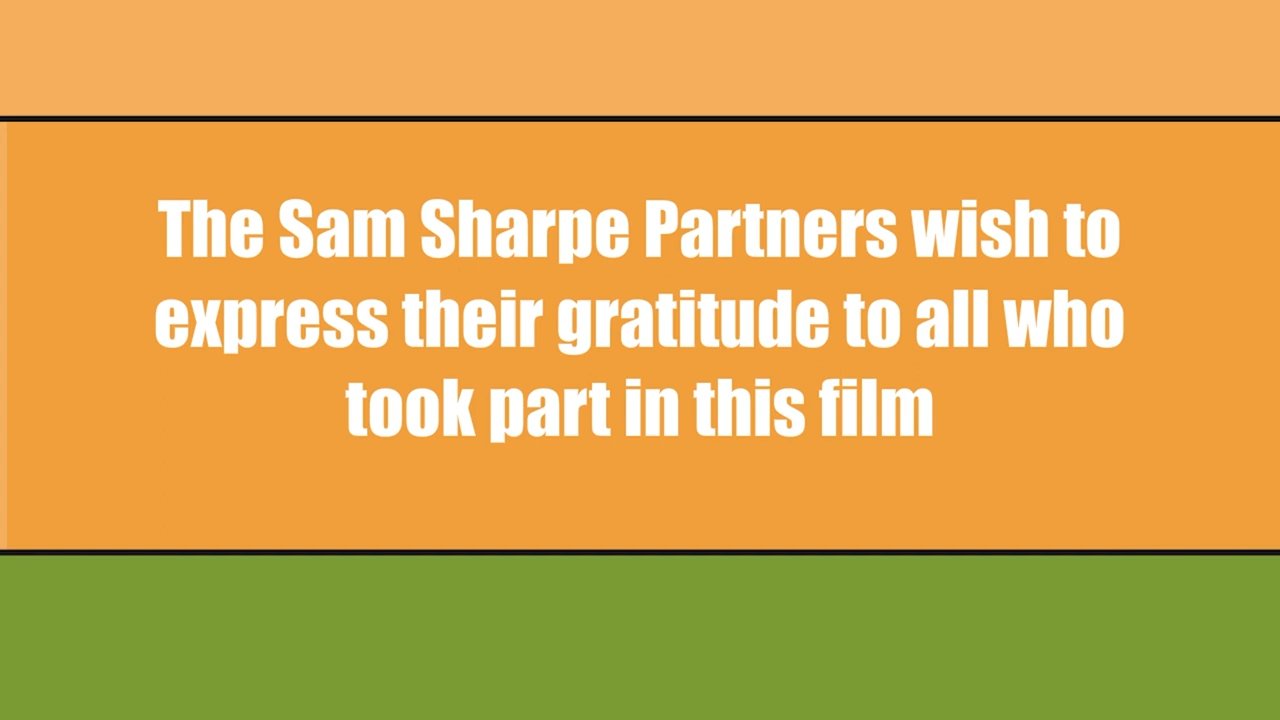 The Sam Sharpe Partners wish to
express their gratitude to all who
took part in this film